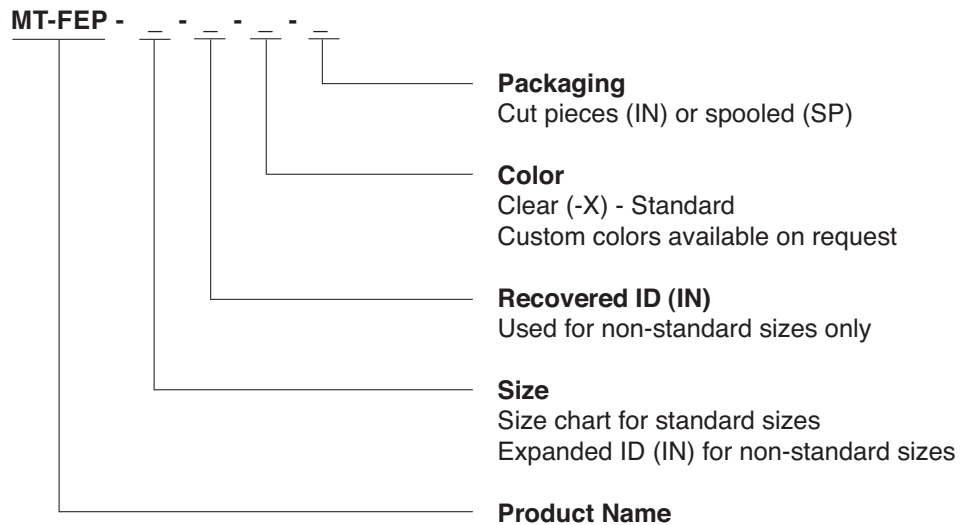 MT-FEP - _ - _ - _ - _
Packaging
Cut pieces (IN) or spooled (SP)
Color
Clear (-X) - Standard
Custom colors available on request
Recovered ID (IN)
Used for non-standard sizes only
Size
Size chart for standard sizes
Expanded ID (IN) for non-standard sizes
Product Name